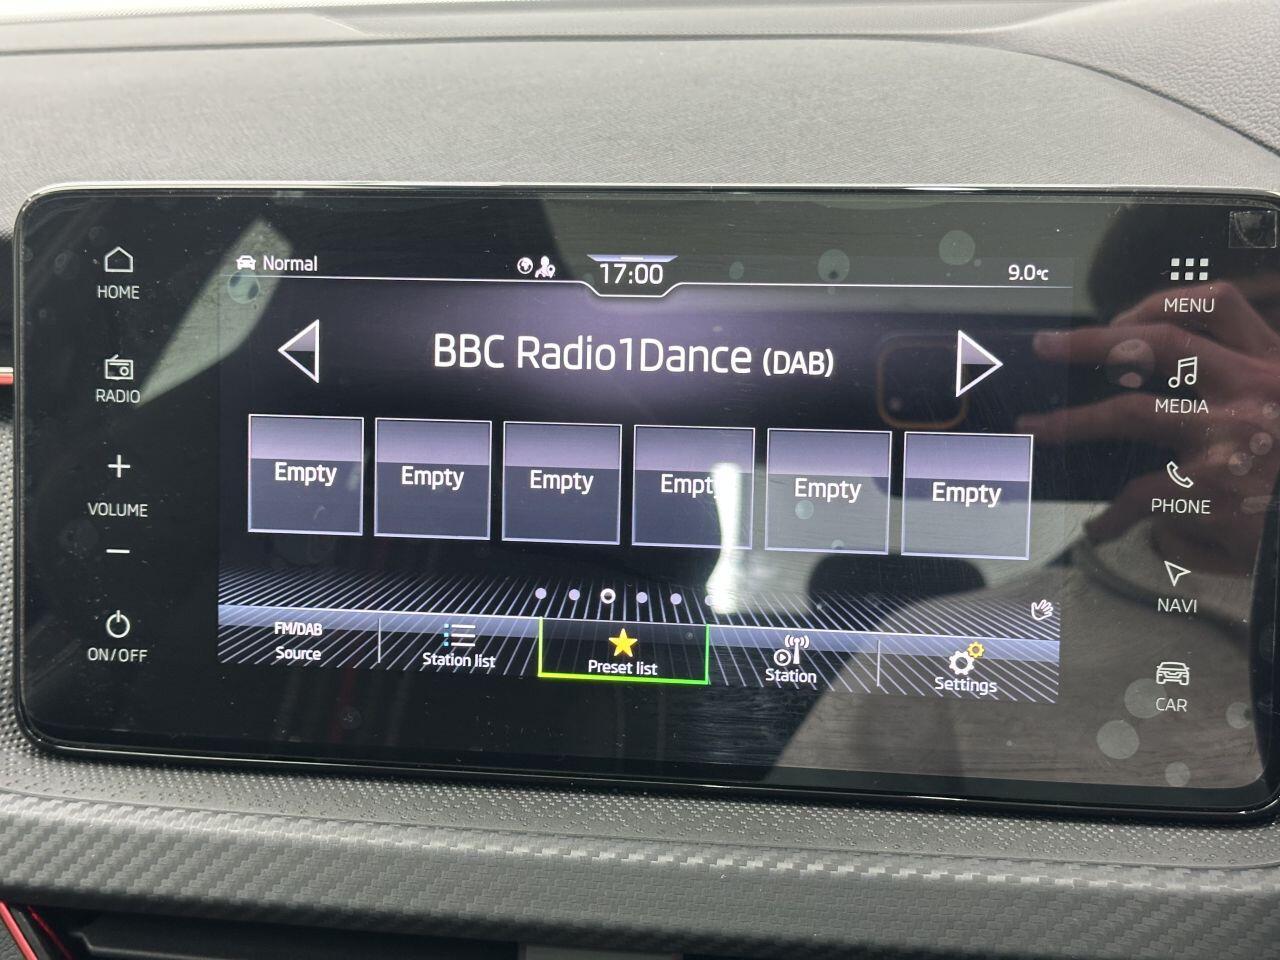 Normal
17:00
9.0°C
HOME
MENU
BBC Radio1Dance (DAB)
RADIO
MEDIA
Empty
Empty
Empty
Empty
Empty
Empty
+
VOLUME
−
PHONE
NAVI
ON/OFF
FM/DAB
Source
Station list
Preset list
Station
Settings
CAR